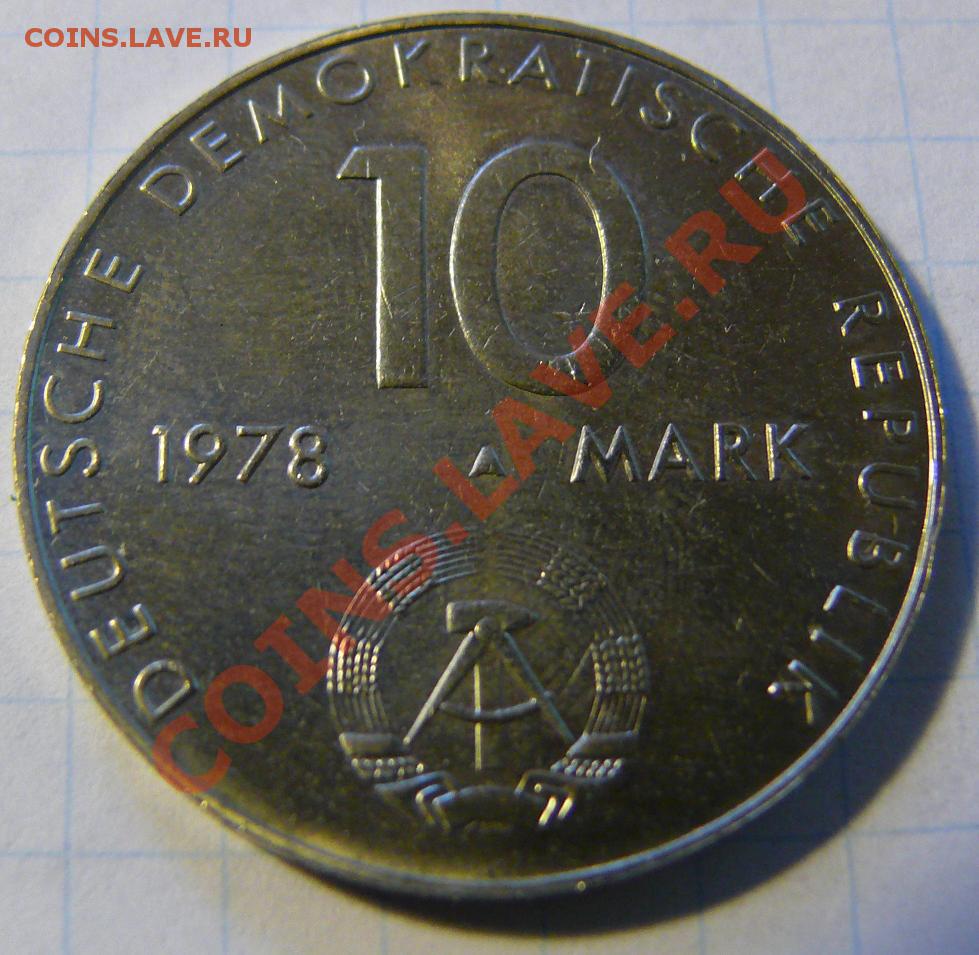 COINS.LAVE.RU
DEUTSCHE DEMOKRATISCHE REPUBLIK
10
1978 A MARK
COINS.LAVE.RU